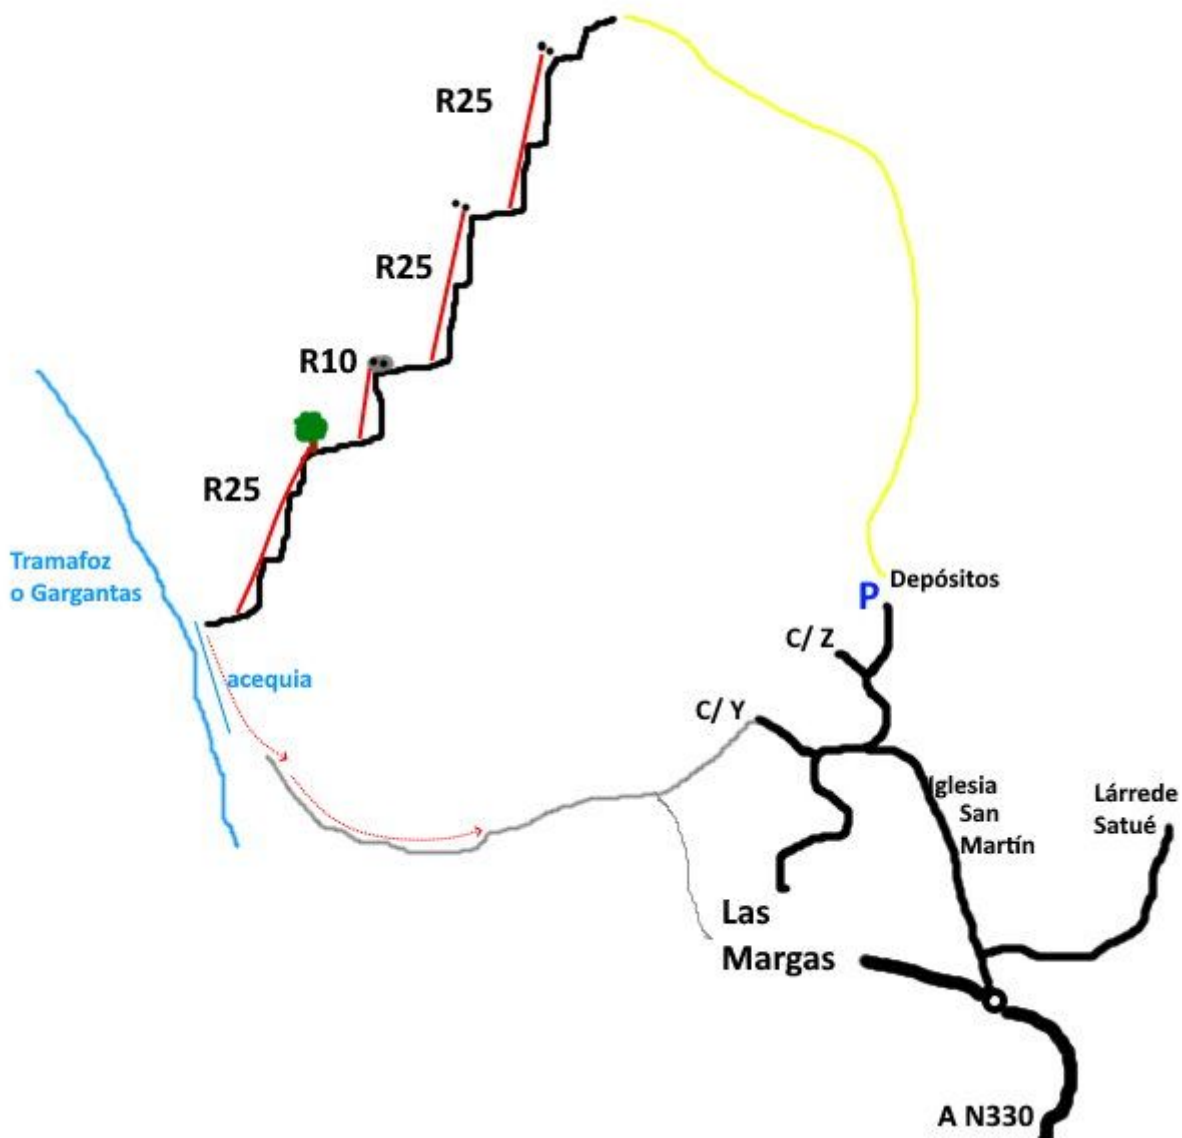 R25
R25
R10
R25
Tramafoz
o Gargantas
P
Depósitos
C/ Z
acequia
C/ Y
Iglesia
San
Martín
Lárrede
Satué
Las
Margas
A N330